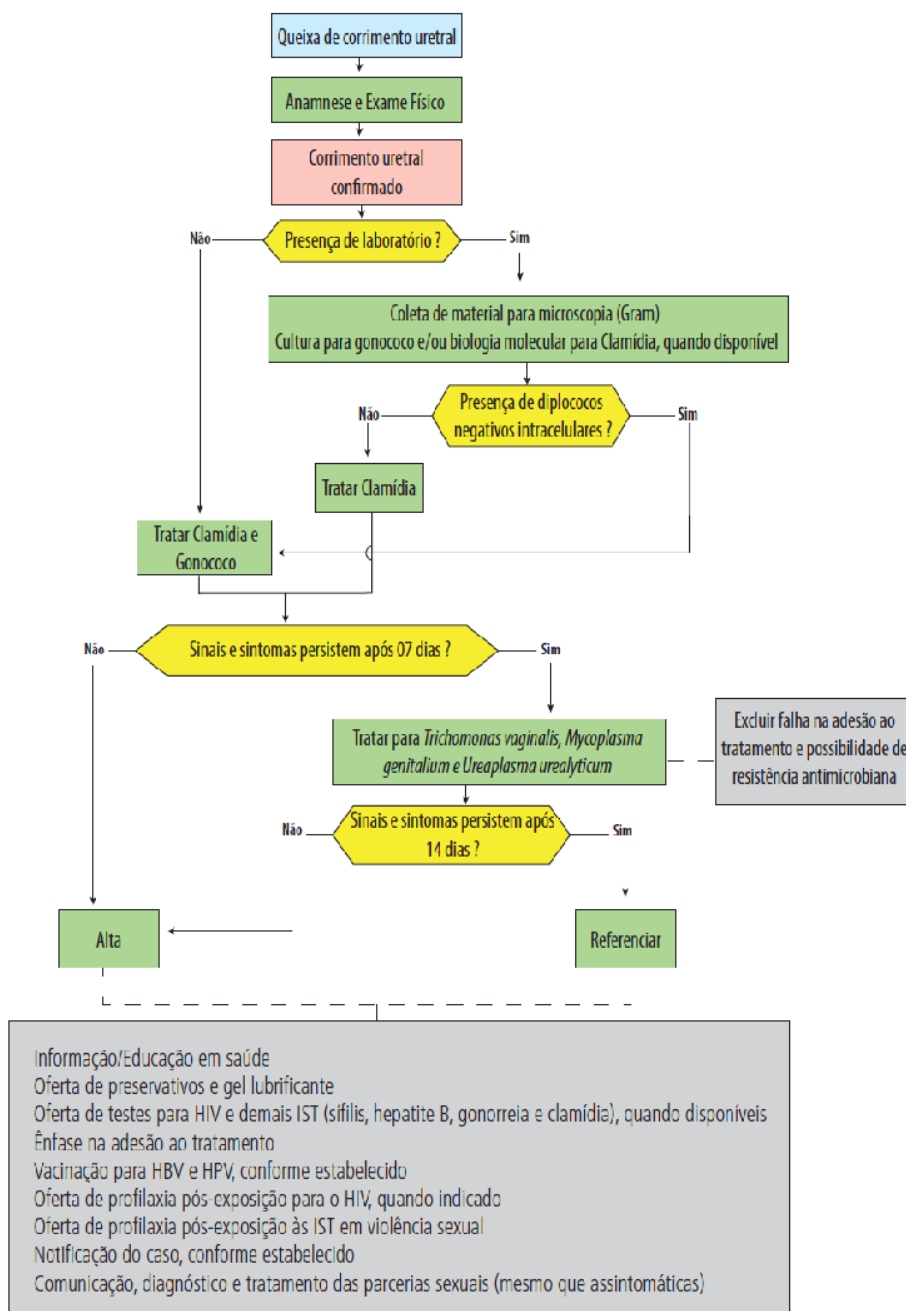 Queixa de corrimento uretral
Anamnese e Exame Físico
Corrimento uretral
confirmado
Não
Presença de laboratório ?
Sim
Coleta de material para microscopia (Gram)
Cultura para gonococo e/ou biologia molecular para Clamídia, quando disponível
Não
Presença de diplococos
negativos intracelulares ?
Sim
Tratar Clamídia
Tratar Clamídia e
Gonococo
Não
Sinais e sintomas persistem após 07 dias ?
Sim
Tratar para Trichomonas vaginalis, Mycoplasma
genitalium e Ureaplasma urealyticum
Excluir falha na adesão ao
tratamento e possibilidade de
resistência antimicrobiana
Não
Sinais e sintomas persistem após
14 dias ?
Sim
Alta
Referenciar
Informação/Educação em saúde
Oferta de preservativos e gel lubrificante
Oferta de testes para HIV e demais IST (sífilis, hepatite B, gonorreia e clamídia), quando disponíveis
Ênfase na adesão ao tratamento
Vacinação para HBV e HPV, conforme estabelecido
Oferta de profilaxia pós-exposição para o HIV, quando indicado
Oferta de profilaxia pós-exposição às IST em violência sexual
Notificação do caso, conforme estabelecido
Comunicação, diagnóstico e tratamento das parcerias sexuais (mesmo que assintomáticas)